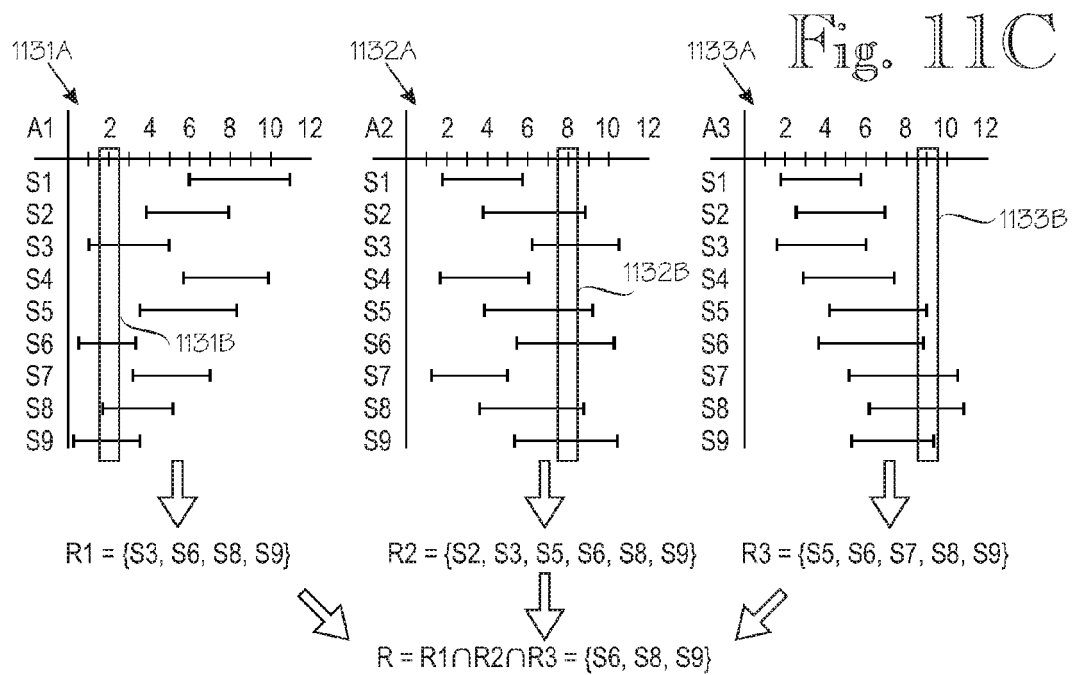 Fig. 11C
1131A
1132A
1133A
A1 2 4 6 8 10 12
A2 2 4 6 8 10 12
A3 2 4 6 8 10 12
S1
S2
S3
S4
S5
S6
S7
S8
S9
1131B
S1
S2
S3
S4
S5
S6
S7
S8
S9
1132B
S1
S2
S3
S4
S5
S6
S7
S8
S9
1133B
R1 = {S3, S6, S8, S9}
R2 = {S2, S3, S5, S6, S8, S9}
R3 = {S5, S6, S7, S8, S9}
R = R1∩R2∩R3 = {S6, S8, S9}